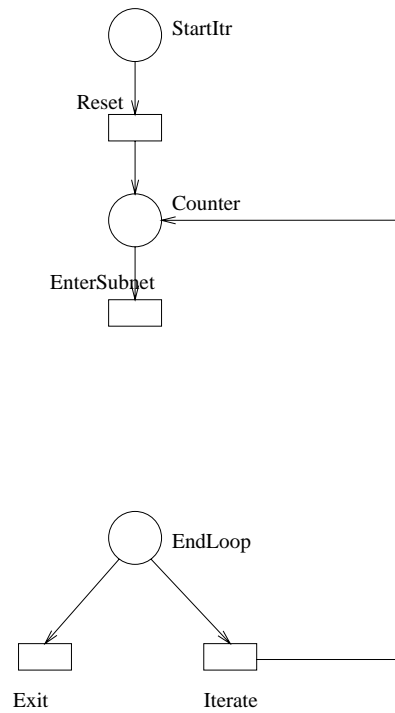 StartItr
Reset
Counter
EnterSubnet
EndLoop
Exit
Iterate